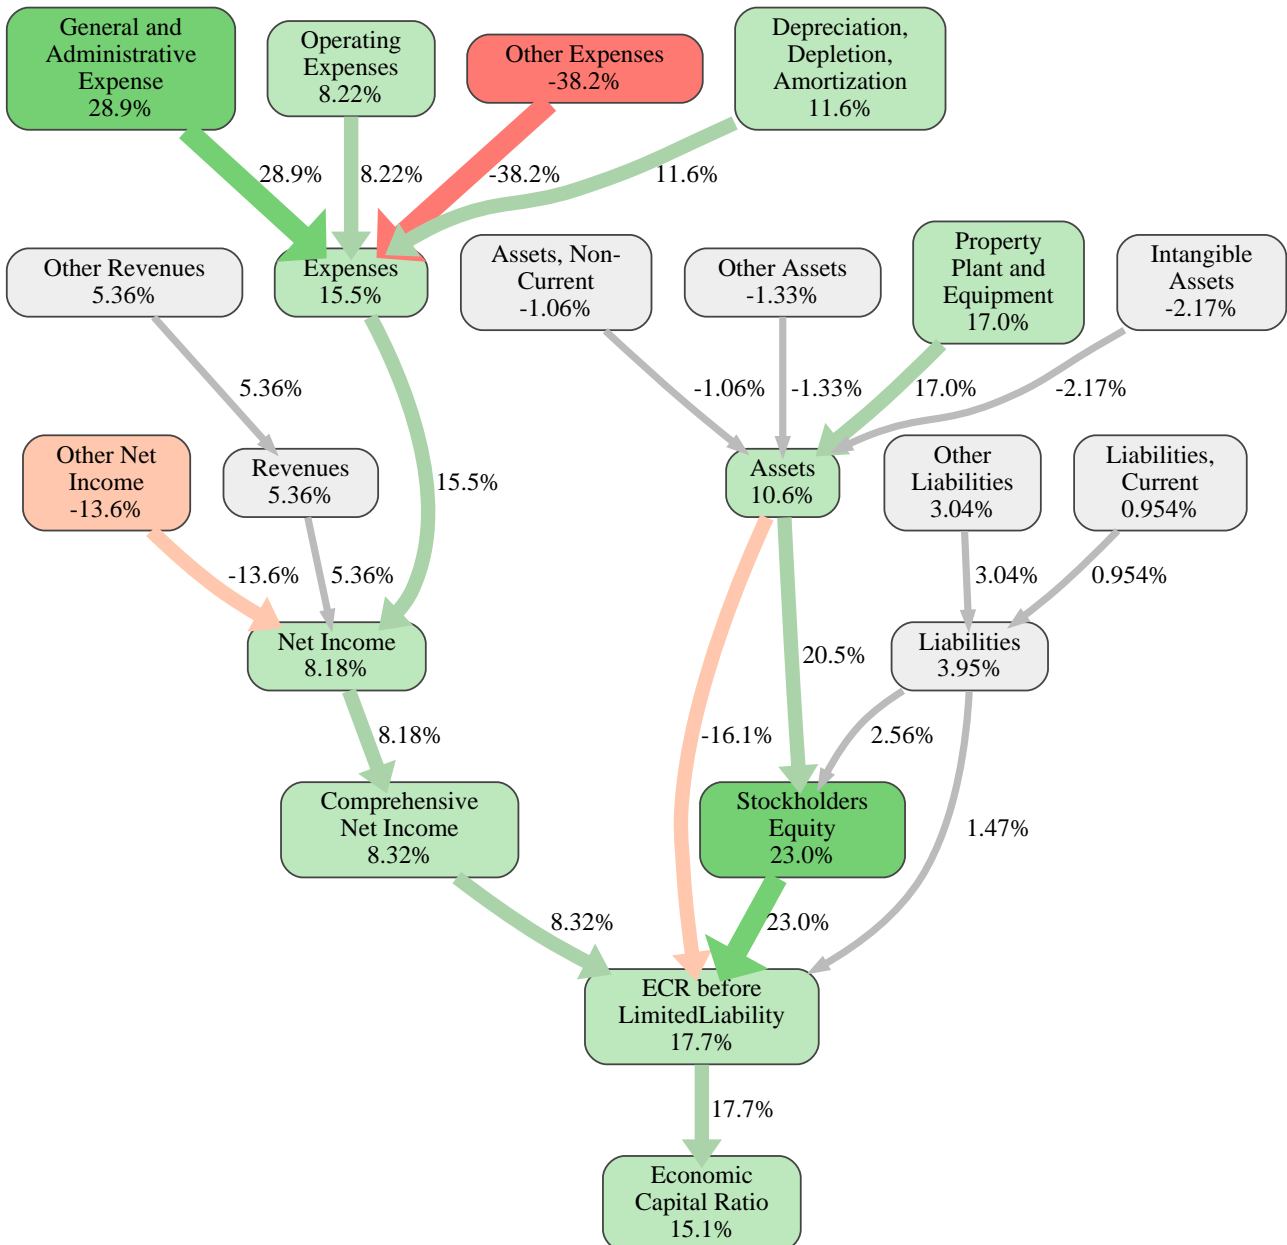 General and
Administrative
Expense
28.9%
Operating
Expenses
8.22%
Other Expenses
-38.2%
Depreciation,
Depletion,
Amortization
11.6%
28.9%
8.22%
-38.2%
11.6%
Other Revenues
5.36%
Expenses
15.5%
Assets, Non-
Current
-1.06%
Other Assets
-1.33%
Property
Plant and
Equipment
17.0%
Intangible
Assets
-2.17%
5.36%
-1.06%
-1.33%
17.0%
-2.17%
Other Net
Income
-13.6%
Revenues
5.36%
15.5%
Assets
10.6%
Other
Liabilities
3.04%
Liabilities,
Current
0.954%
-13.6%
5.36%
3.04%
0.954%
Net Income
8.18%
20.5%
Liabilities
3.95%
8.18%
-16.1%
2.56%
Comprehensive
Net Income
8.32%
Stockholders
Equity
23.0%
1.47%
8.32%
23.0%
ECR before
LimitedLiability
17.7%
17.7%
Economic
Capital Ratio
15.1%